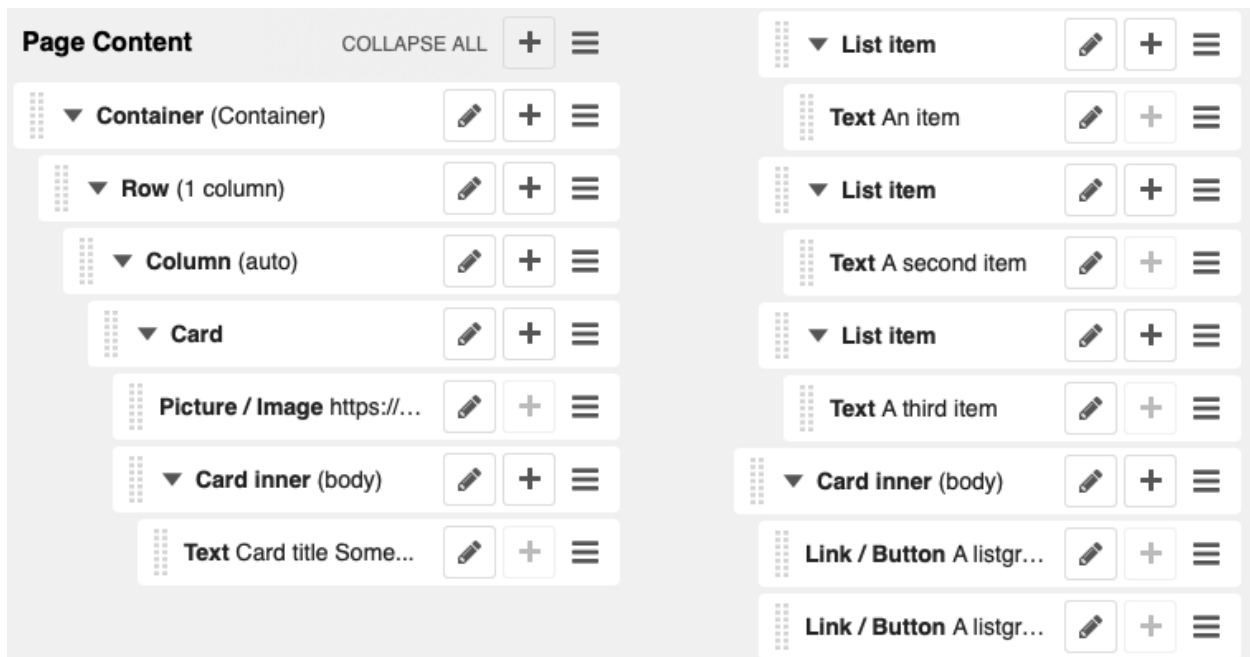 Page Content COLLAPSE ALL
Container (Container)
Row (1 column)
Column (auto)
Card
Picture / Image https://...
Card inner (body)
Text Card title Some...
List item
Text An item
List item
Text A second item
List item
Text A third item
Card inner (body)
Link / Button A listgr...
Link / Button A listgr...